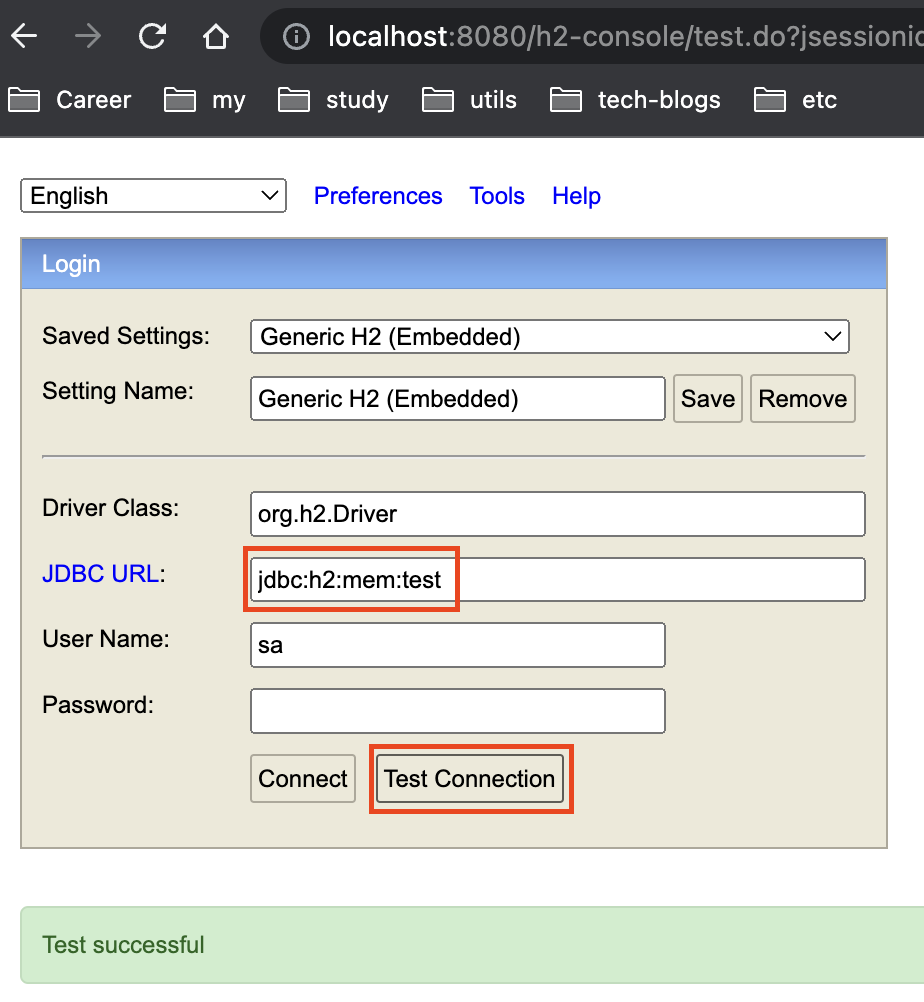 localhost:8080/h2-console/test.do?jsessionid
Career my study utils tech-blogs etc
English Preferences Tools Help
Login
Saved Settings: Generic H2 (Embedded)
Setting Name: Generic H2 (Embedded) Save Remove
Driver Class: org.h2.Driver
JDBC URL: jdbc:h2:mem:test
User Name: sa
Password:
Connect Test Connection
Test successful